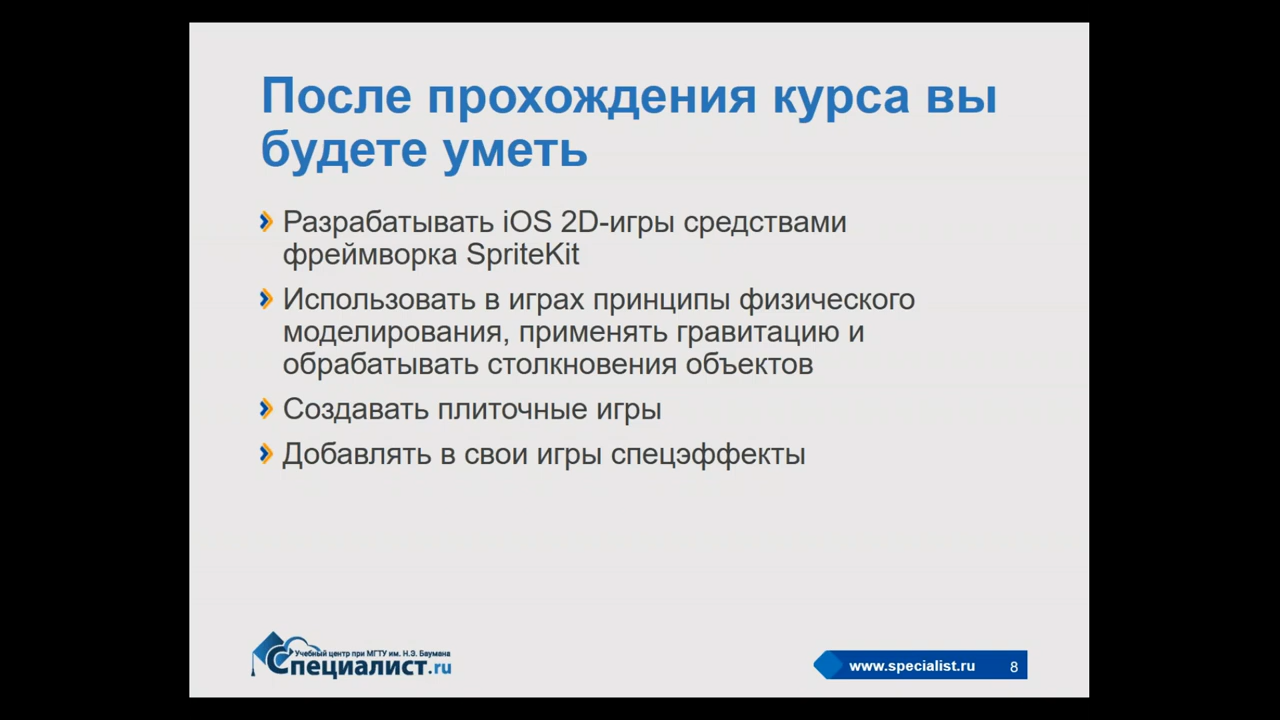 После прохождения курса вы
будете уметь
Разрабатывать iOS 2D-игры средствами
фреймворка SpriteKit
Использовать в играх принципы физического
моделирования, применять гравитацию и
обрабатывать столкновения объектов
Создавать плиточные игры
Добавлять в свои игры спецэффекты
Учебный центр при МГТУ им. Н.Э. Баумана
Специалист.ru
www.specialist.ru 8